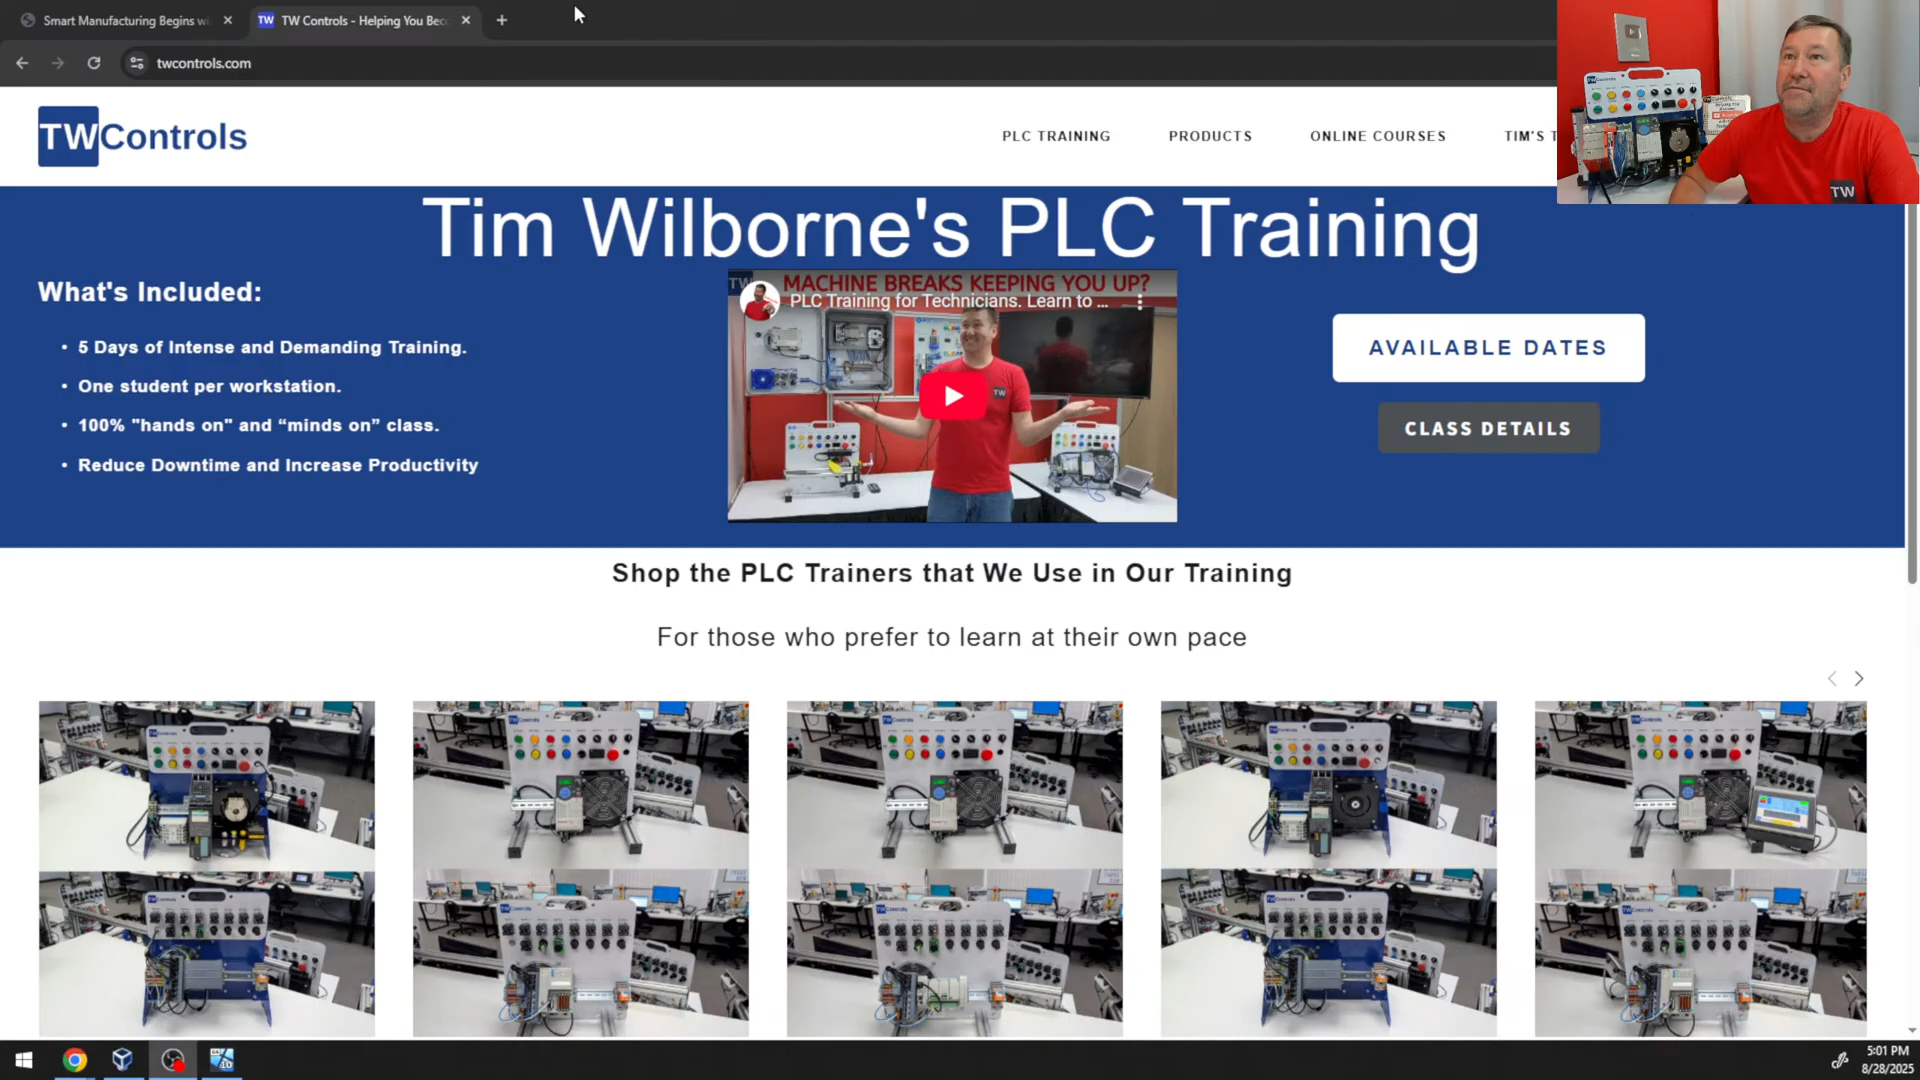 Smart Manufacturing Begins wi
TW Controls - Helping You Bec
twcontrols.com
TWControls
PLC TRAINING
PRODUCTS
ONLINE COURSES
TIM'S T
Tim Wilborne's PLC Training
What's Included:
• 5 Days of Intense and Demanding Training.
• One student per workstation.
• 100% "hands on" and “minds on” class.
• Reduce Downtime and Increase Productivity
TW
MACHINE BREAKS KEEPING YOU UP?
PLC Training for Technicians. Learn to ...
TW
AVAILABLE DATES
CLASS DETAILS
TW
Shop the PLC Trainers that We Use in Our Training
For those who prefer to learn at their own pace
5:01 PM
8/28/2025